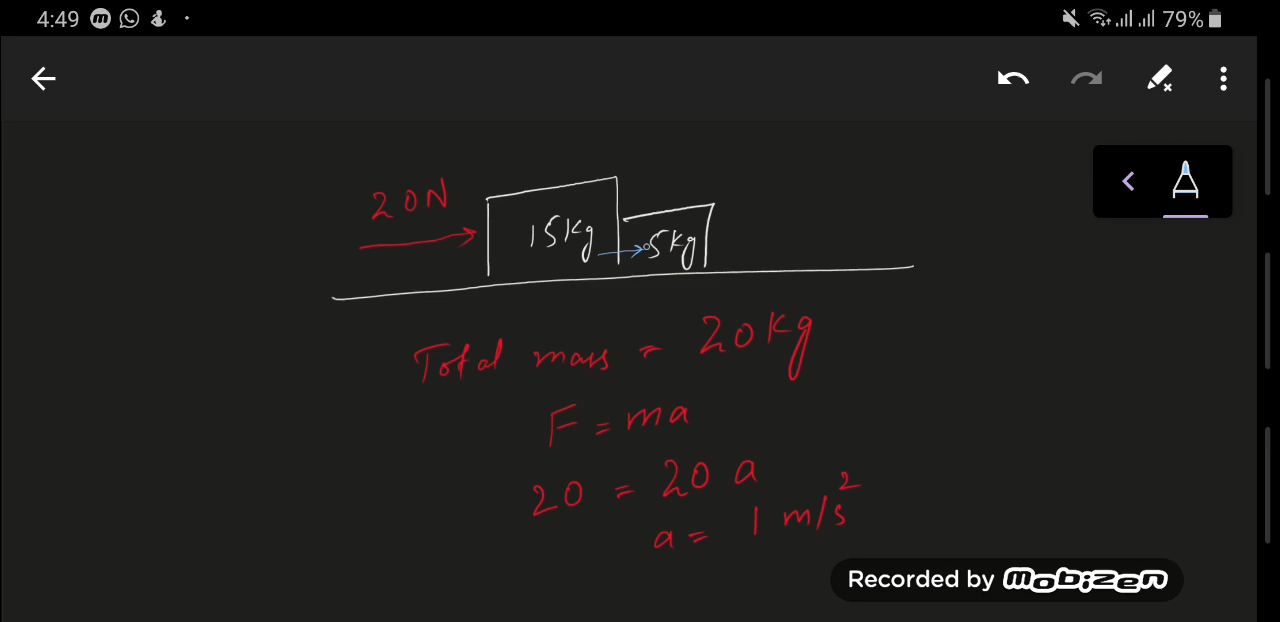 4:49
79%
20N
15Kg
5kg
Total mass = 20kg
F = ma
20 = 20 a
a = 1 m/s²
Recorded by mobizen